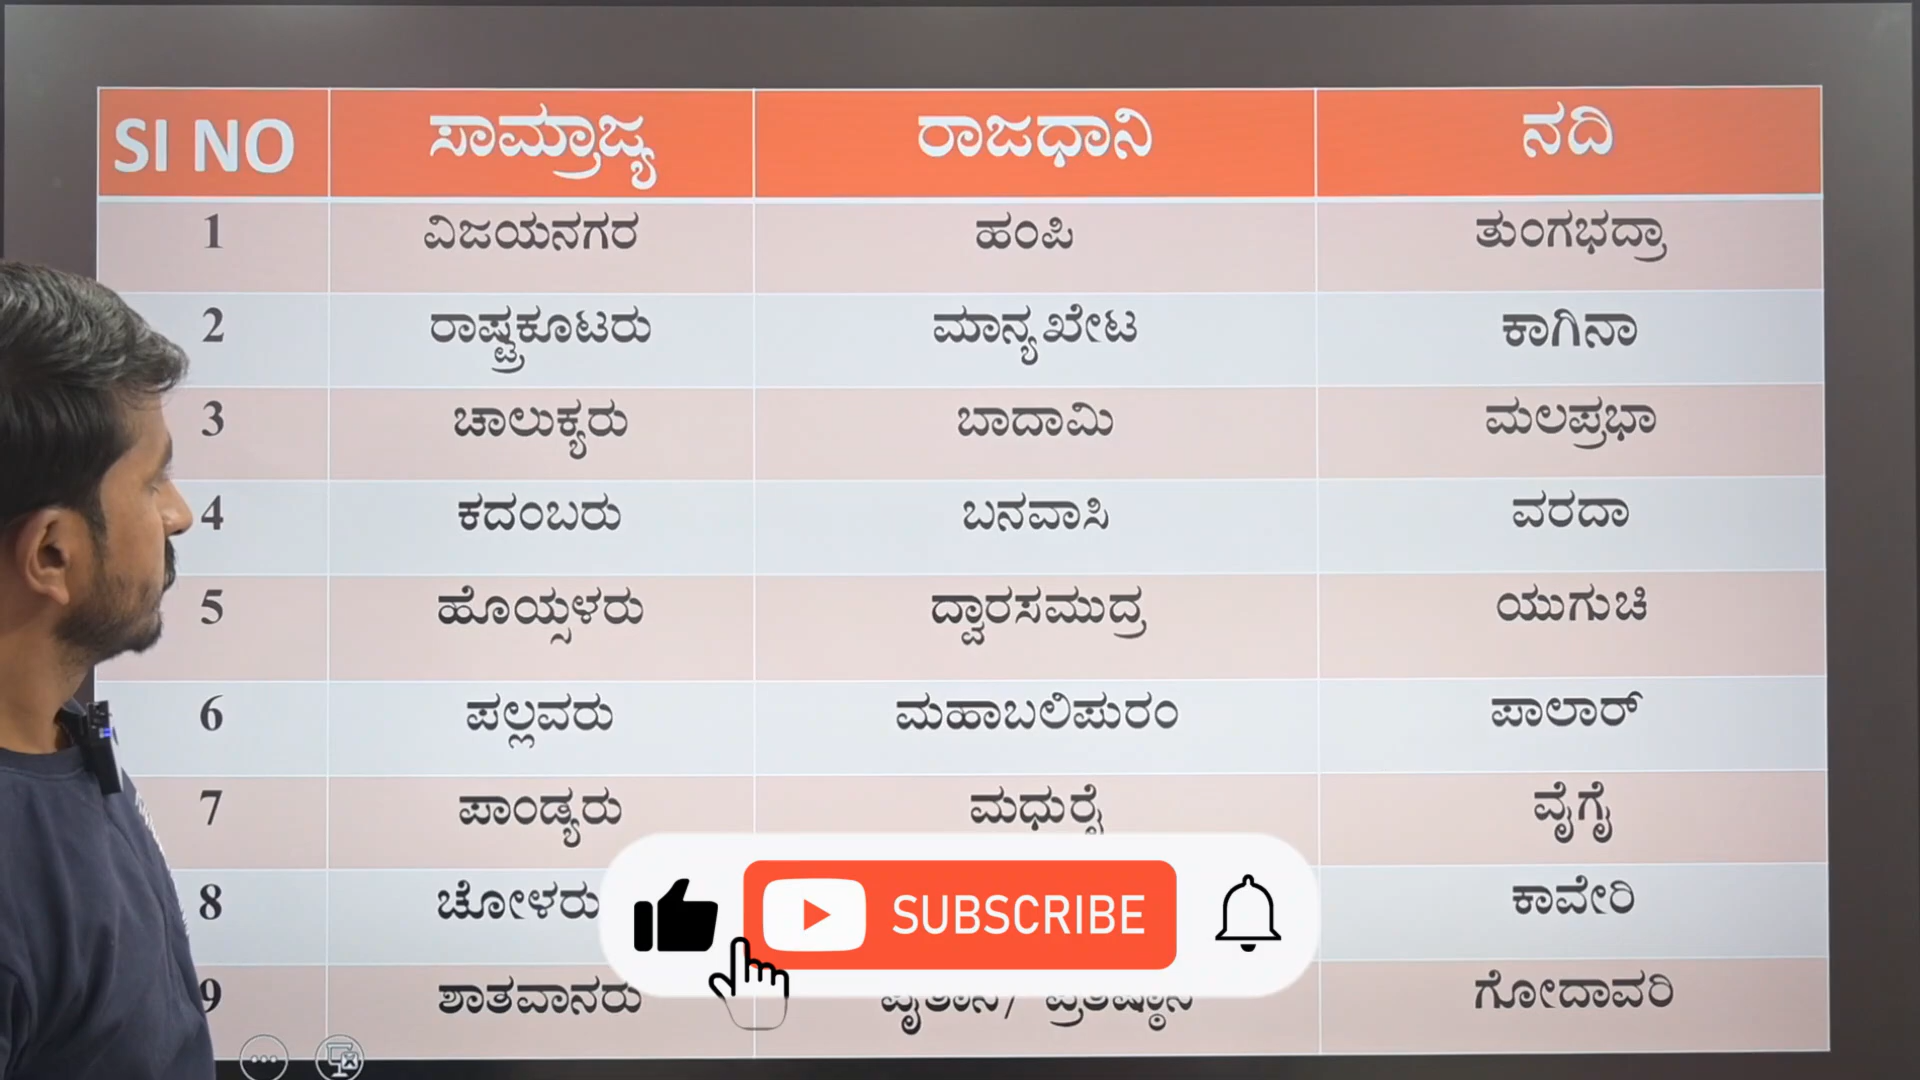 SI NO ಸಾಮ್ರಾಜ್ಯ ರಾಜಧಾನಿ ನದಿ
1 ವಿಜಯನಗರ ಹಂಪಿ ತುಂಗಭದ್ರಾ
2 ರಾಷ್ಟ್ರಕೂಟರು ಮಾನ್ಯಖೇಟ ಕಾಗಿನಾ
3 ಚಾಲುಕ್ಯರು ಬಾದಾಮಿ ಮಲಪ್ರಭಾ
4 ಕದಂಬರು ಬನವಾಸಿ ವರದಾ
5 ಹೊಯ್ಸಳರು ದ್ವಾರಸಮುದ್ರ ಯುಗುಚಿ
6 ಪಲ್ಲವರು ಮಹಾಬಲಿಪುರಂ ಪಾಲಾರ್
7 ಪಾಂಡ್ಯರು ಮಧುರೈ ವೈಗೈ
8 ಚೋಳರು ಕಾವೇರಿ
SUBSCRIBE
9 ಶಾತವಾನರು ಗೋದಾವರಿ